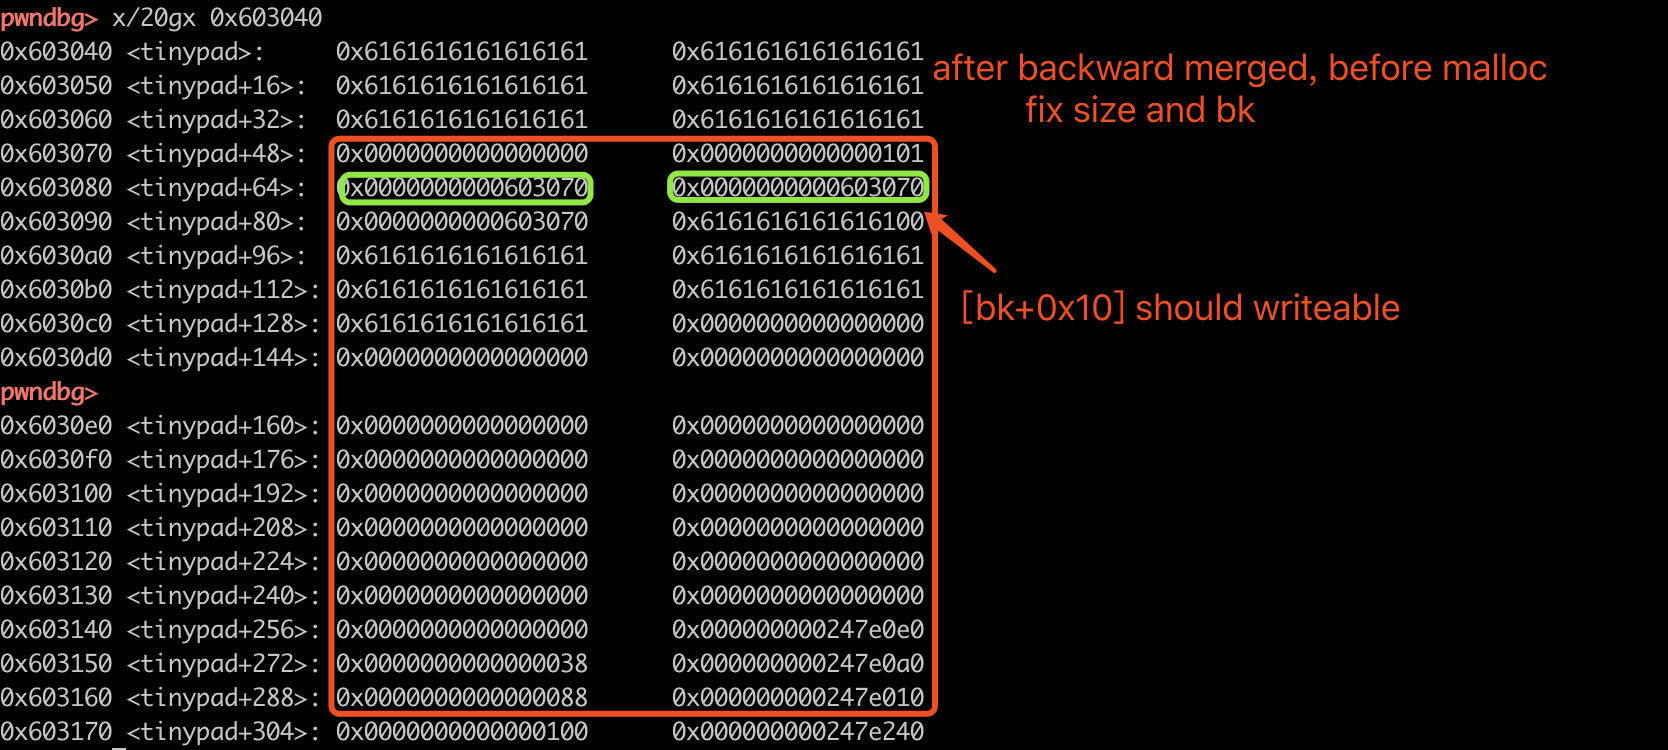 pwndbg> x/20gx 0x603040
0x603040 <tinypad>: 0x6161616161616161 0x6161616161616161
0x603050 <tinypad+16>: 0x6161616161616161 0x6161616161616161
after backward merged, before malloc
fix size and bk
0x603060 <tinypad+32>: 0x6161616161616161 0x6161616161616161
0x603070 <tinypad+48>: 0x0000000000000000 0x0000000000000101
0x603080 <tinypad+64>: 0x0000000000603070 0x0000000000603070
0x603090 <tinypad+80>: 0x0000000000603070 0x6161616161616100
0x6030a0 <tinypad+96>: 0x6161616161616161 0x6161616161616161
0x6030b0 <tinypad+112>: 0x6161616161616161 0x6161616161616161
[bk+0x10] should writeable
0x6030c0 <tinypad+128>: 0x6161616161616161 0x0000000000000000
0x6030d0 <tinypad+144>: 0x0000000000000000 0x0000000000000000
pwndbg>
0x6030e0 <tinypad+160>: 0x0000000000000000 0x0000000000000000
0x6030f0 <tinypad+176>: 0x0000000000000000 0x0000000000000000
0x603100 <tinypad+192>: 0x0000000000000000 0x0000000000000000
0x603110 <tinypad+208>: 0x0000000000000000 0x0000000000000000
0x603120 <tinypad+224>: 0x0000000000000000 0x0000000000000000
0x603130 <tinypad+240>: 0x0000000000000000 0x0000000000000000
0x603140 <tinypad+256>: 0x0000000000000000 0x000000000247e0e0
0x603150 <tinypad+272>: 0x0000000000000038 0x000000000247e0a0
0x603160 <tinypad+288>: 0x0000000000000088 0x000000000247e010
0x603170 <tinypad+304>: 0x0000000000000100 0x000000000247e240